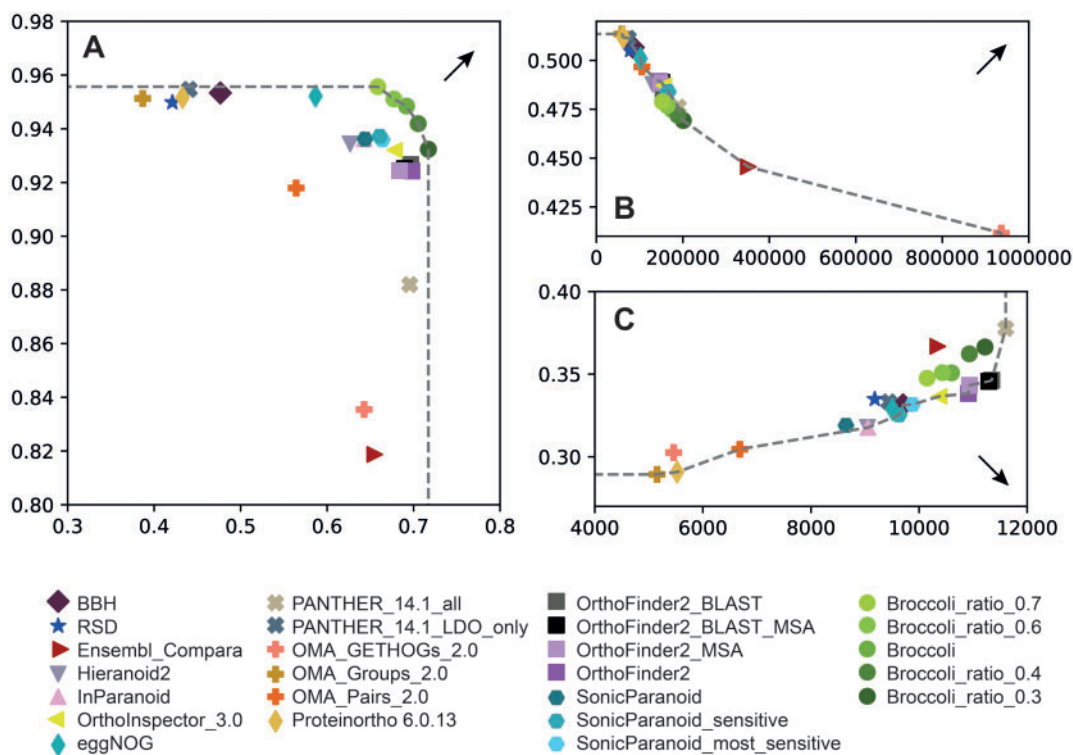 A
0.98
0.96
0.94
0.92
0.90
0.88
0.86
0.84
0.82
0.80
0.3 0.4 0.5 0.6 0.7 0.8
B
0.500
0.475
0.450
0.425
0 200000 400000 600000 800000 1000000
C
0.40
0.35
0.30
4000 6000 8000 10000 12000
BBH
RSD
Ensembl_Compara
Hieranoid2
InParanoid
OrthoInspector_3.0
eggNOG
PANTHER_14.1_all
PANTHER_14.1_LDO_only
OMA_GETHOGs_2.0
OMA_Groups_2.0
OMA_Pairs_2.0
Proteinortho 6.0.13
OrthoFinder2_BLAST
OrthoFinder2_BLAST_MSA
OrthoFinder2_MSA
OrthoFinder2
SonicParanoid
SonicParanoid_sensitive
SonicParanoid_most_sensitive
Broccoli_ratio_0.7
Broccoli_ratio_0.6
Broccoli
Broccoli_ratio_0.4
Broccoli_ratio_0.3